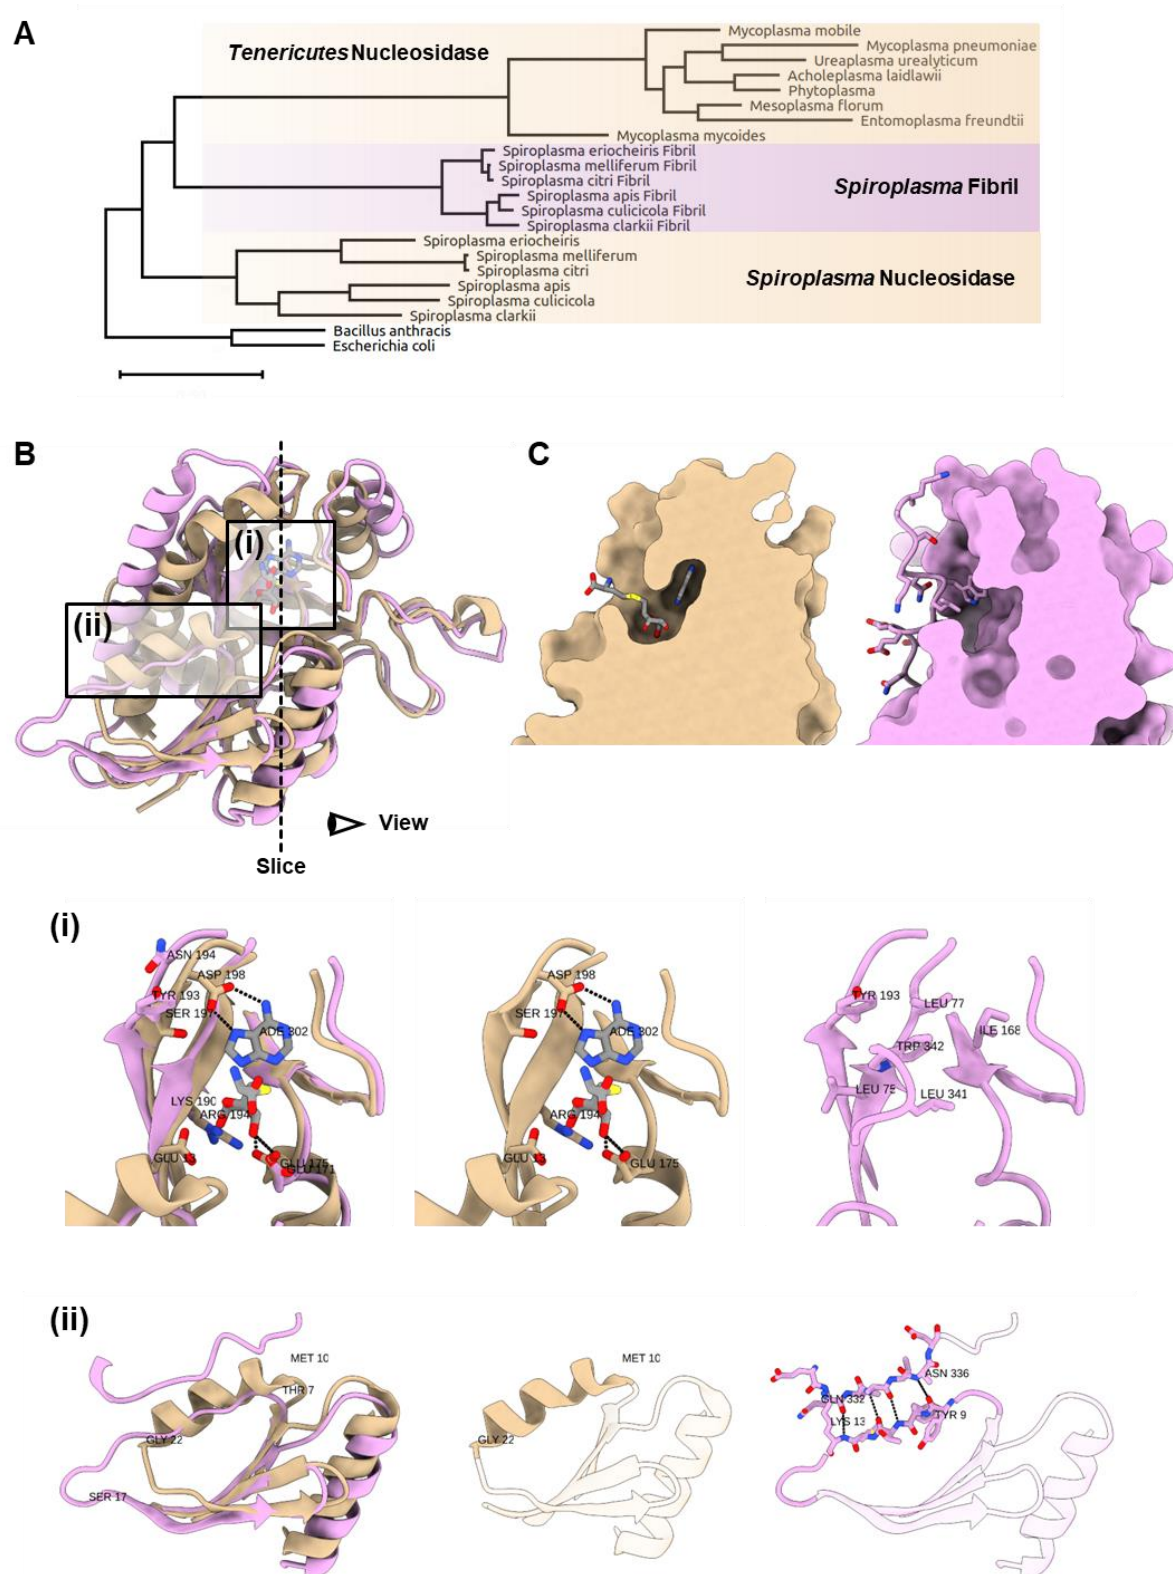 A
Tenericutes Nucleosidase
Mycoplasma mobile
Mycoplasma pneumoniae
Ureaplasma urealyticum
Acholeplasma laidlawii
Phytoplasma
Mesoplasma florum
Entomoplasma freundtii
Mycoplasma mycoides
Spiroplasma eriocheiris Fibril
Spiroplasma melliferum Fibril
Spiroplasma citri Fibril
Spiroplasma apis Fibril
Spiroplasma culicicola Fibril
Spiroplasma clarkii Fibril
Spiroplasma Fibril
Spiroplasma eriocheiris
Spiroplasma melliferum
Spiroplasma citri
Spiroplasma apis
Spiroplasma culicicola
Spiroplasma clarkii
Spiroplasma Nucleosidase
Bacillus anthracis
Escherichia coli
B
(i)
(ii)
View
Slice
C
(i)
ASN 194
ASP 198
TYR 193
SER 197
ADE 302
LYS 190
ARG 194
GLU 13
GLU 175
GLU 171
ASP 198
SER 197
ADE 302
ARG 194
GLU 13
GLU 175
TYR 193
LEU 77
ILE 168
TRP 342
LEU 75
LEU 341
(ii)
MET 10
THR 7
GLY 22
SER 17
MET 10
GLY 22
ASN 336
GLN 332
LYS 13
TYR 9